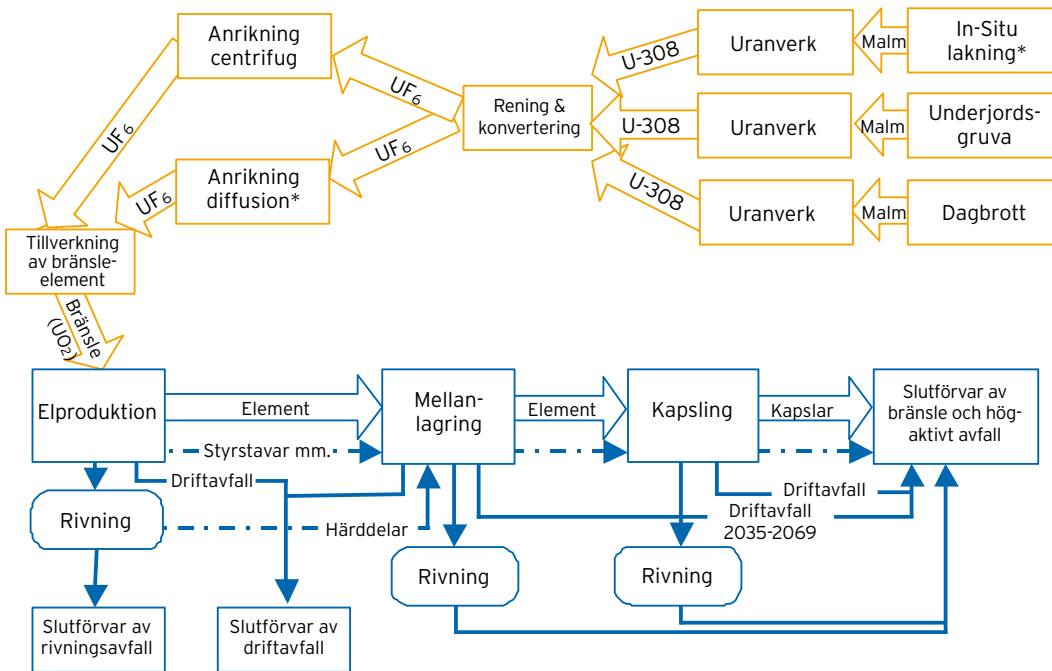 Anrikning
centrifug
Uranverk
Malm
In-Situ
lakning*
U-308
UF6
Rening &
konvertering
U-308
Uranverk
Malm
Underjords-
gruva
UF6
UF6
Anrikning
diffusion*
UF6
U-308
Uranverk
Malm
Dagbrott
Tillverkning
av bränsle-
element
Bränsle
(UO2)
Elproduktion
Element
Mellan-
lagring
Element
Kapsling
Kapslar
Slutförvar av
bränsle och hög-
aktivt avfall
Styrstavar mm.
Driftavfall
Driftavfall
Driftavfall
2035-2069
Rivning
Härddelar
Rivning
Rivning
Slutförvar av
rivningsavfall
Slutförvar av
driftavfall